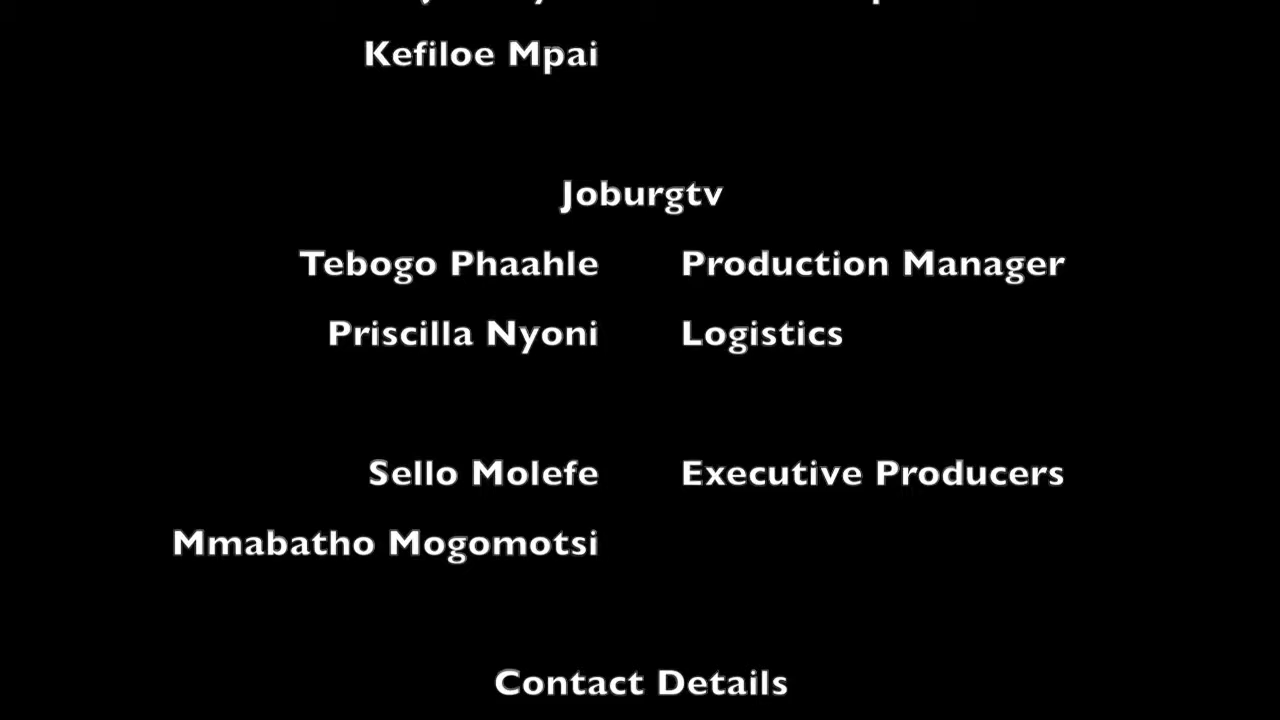 Kefiloe Mpai
Joburgtv
Tebogo Phaahle Production Manager
Priscilla Nyoni Logistics
Sello Molefe Executive Producers
Mmabatho Mogomotsi
Contact Details